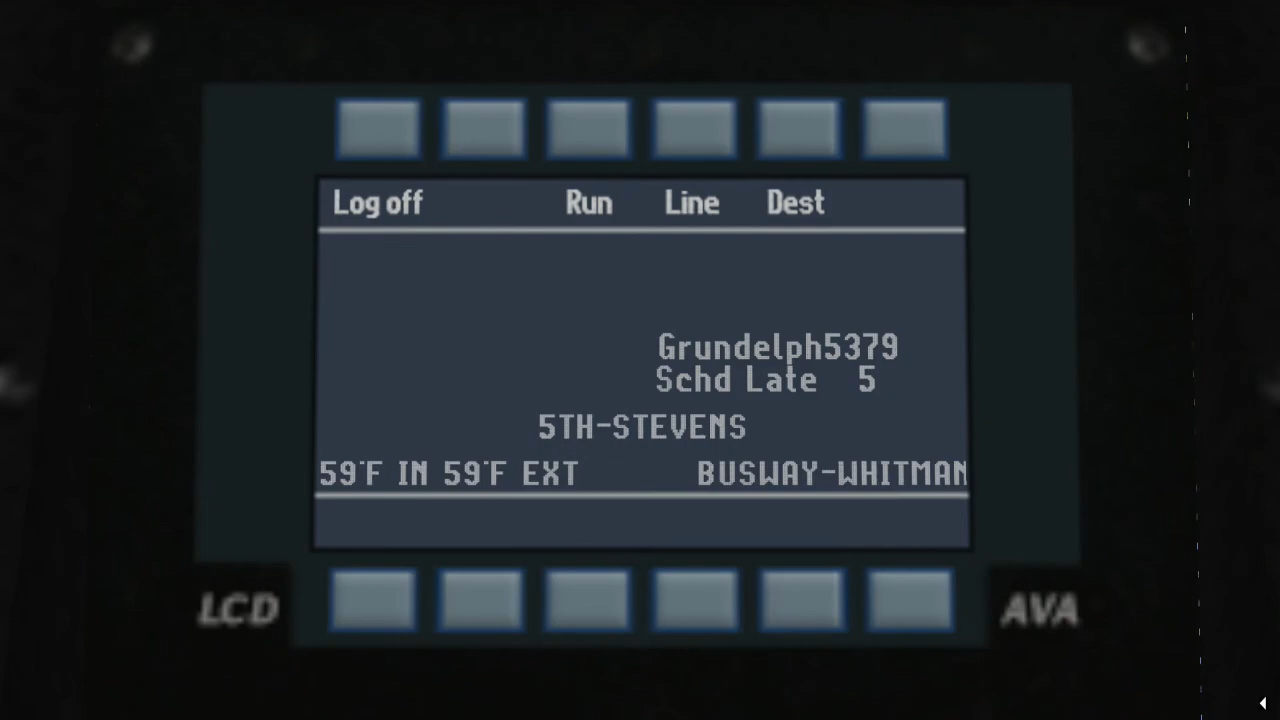 Log off Run Line Dest
Grundelph5379
Schd Late 5
5TH-STEVENS
59°F IN 59°F EXT BUSWAY-WHITMAN
LCD AVA